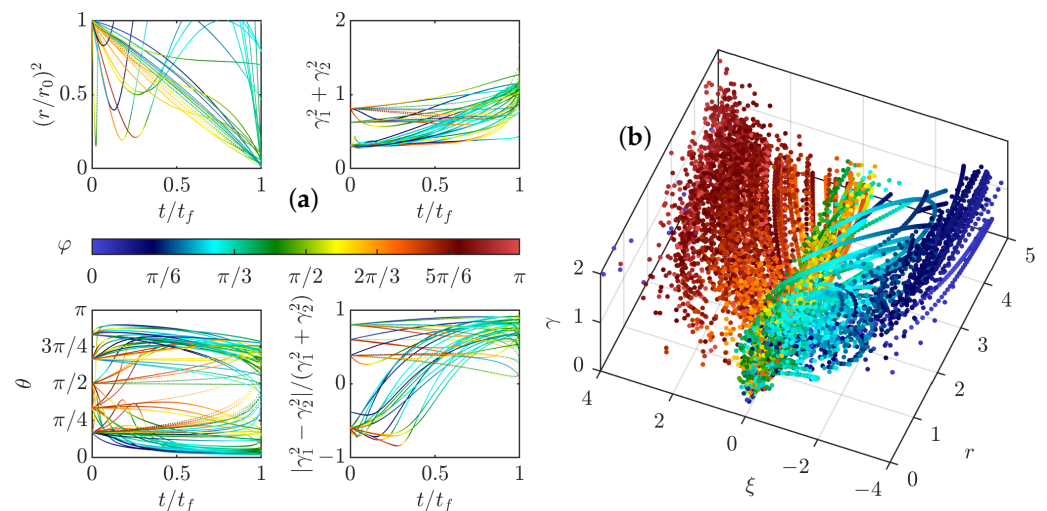 (r/r₀)²
1
0.5
0
0
0.5
1
t/t_f
γ₁² + γ₂²
2
1
0
0
0.5
1
t/t_f
(a)
φ
0
π/6
π/3
π/2
2π/3
5π/6
π
θ
π
3π/4
π/2
π/4
0
0
0.5
1
t/t_f
|γ₁² − γ₂²|/(γ₁² + γ₂²)
1
0
−1
0
0.5
1
t/t_f
(b)
γ
2
1
0
4
2
0
−2
−4
ξ
0
1
2
3
4
5
r